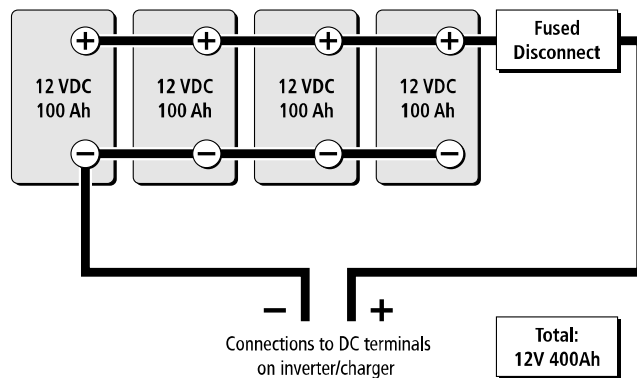 + + + + Fused
Disconnect
12 VDC 12 VDC 12 VDC 12 VDC
100 Ah 100 Ah 100 Ah 100 Ah
− − − −
− +
Connections to DC terminals
on inverter/charger
Total:
12V 400Ah